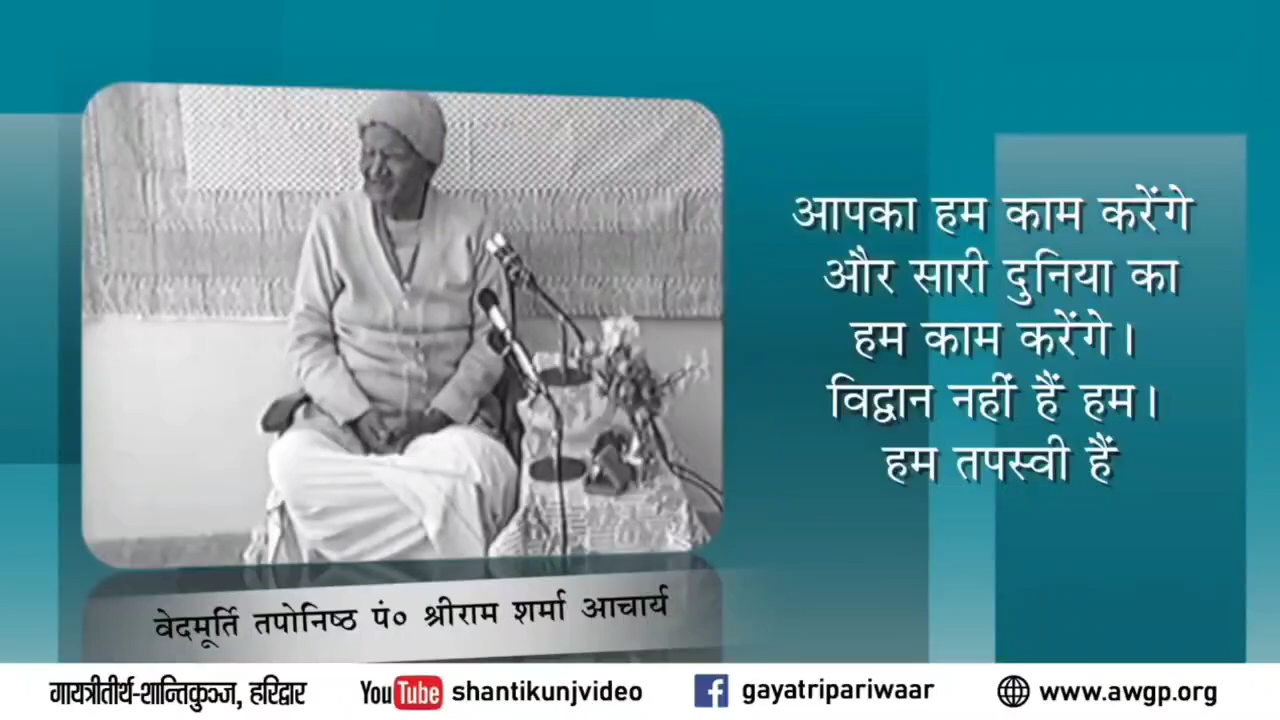 आपका हम काम करेंगे
और सारी दुनिया का
हम काम करेंगे।
विद्वान नहीं हैं हम।
हम तपस्वी हैं
वेदमूर्ति तपोनिष्ठ पं० श्रीराम शर्मा आचार्य
गायत्रीतीर्थ-शान्तिकुञ्ज, हरिद्वार YouTube shantikunjvideo gayatripariwaar www.awgp.org